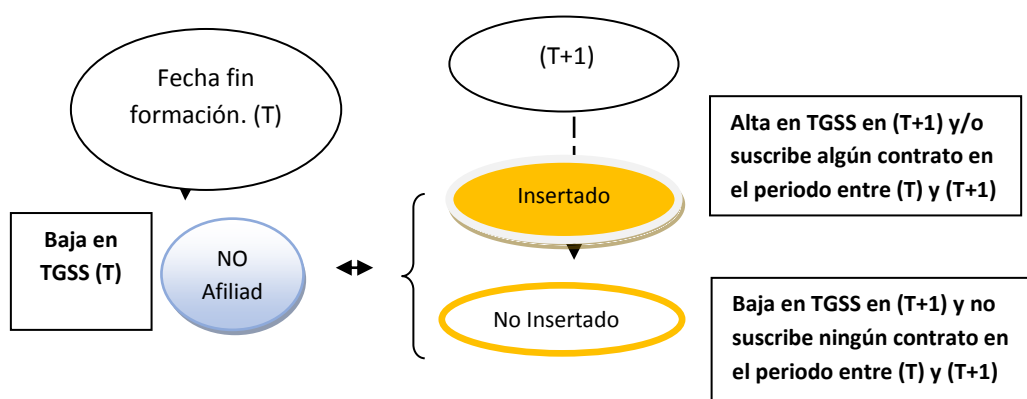 Fecha fin
formación. (T)
(T+1)
Alta en TGSS en (T+1) y/o
suscribe algún contrato en
el periodo entre (T) y (T+1)
Insertado
Baja en
TGSS (T)
NO
Afiliad
No Insertado
Baja en TGSS en (T+1) y no
suscribe ningún contrato en
el periodo entre (T) y (T+1)